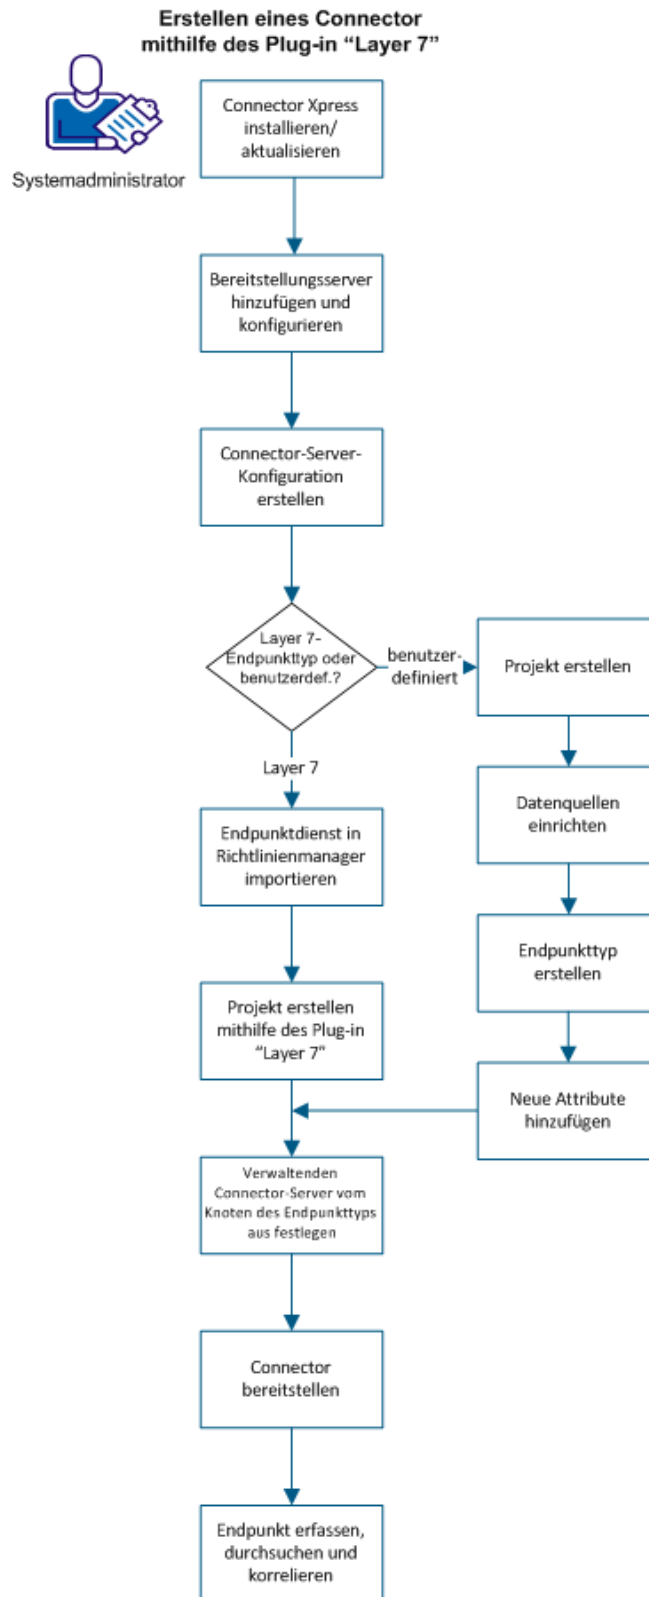 Erstellen eines Connector
mithilfe des Plug-in “Layer 7”
Systemadministrator
Connector Xpress
installieren/
aktualisieren
Bereitstellungsserver
hinzufügen und
konfigurieren
Connector-Server-
Konfiguration
erstellen
Layer 7-
Endpunkttyp oder
benutzerdef.?
benutzer-
definiert
Projekt erstellen
Datenquellen
einrichten
Endpunkttyp
erstellen
Neue Attribute
hinzufügen
Layer 7
Endpunktdienst in
Richtlinienmanager
importieren
Projekt erstellen
mithilfe des Plug-in
“Layer 7”
Verwaltenden
Connector-Server vom
Knoten des Endpunkttyps
aus festlegen
Connector
bereitstellen
Endpunkt erfassen,
durchsuchen und
korrelieren